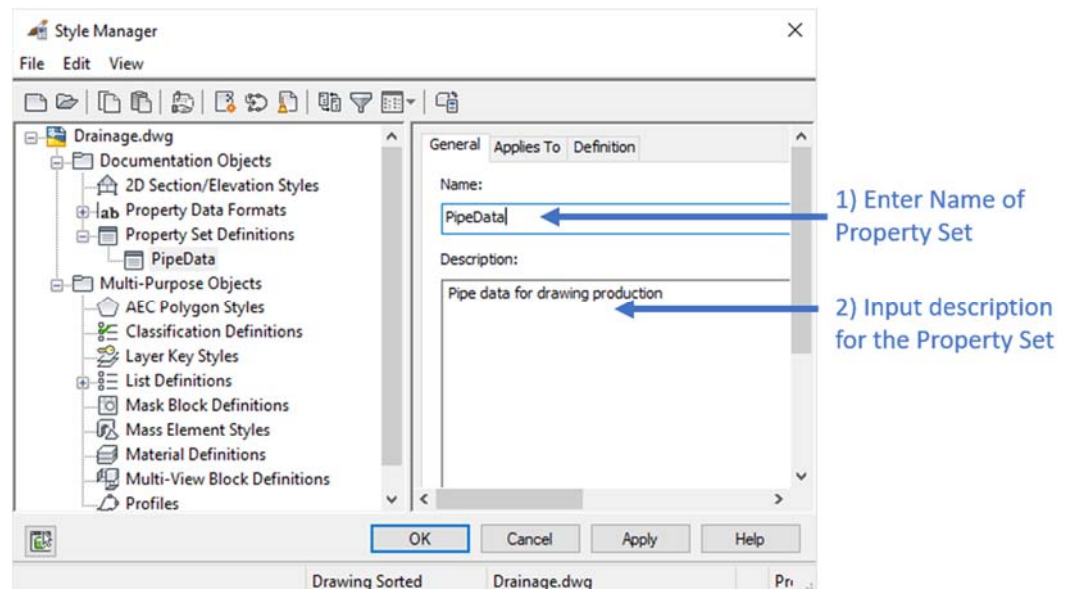 Style Manager
File Edit View
Drainage.dwg
Documentation Objects
2D Section/Elevation Styles
ab Property Data Formats
Property Set Definitions
PipeData
Multi-Purpose Objects
AEC Polygon Styles
Classification Definitions
Layer Key Styles
List Definitions
Mask Block Definitions
Mass Element Styles
Material Definitions
Multi-View Block Definitions
Profiles
General Applies To Definition
Name:
PipeData
Description:
Pipe data for drawing production
1) Enter Name of
Property Set
2) Input description
for the Property Set
OK Cancel Apply Help
Drawing Sorted Drainage.dwg